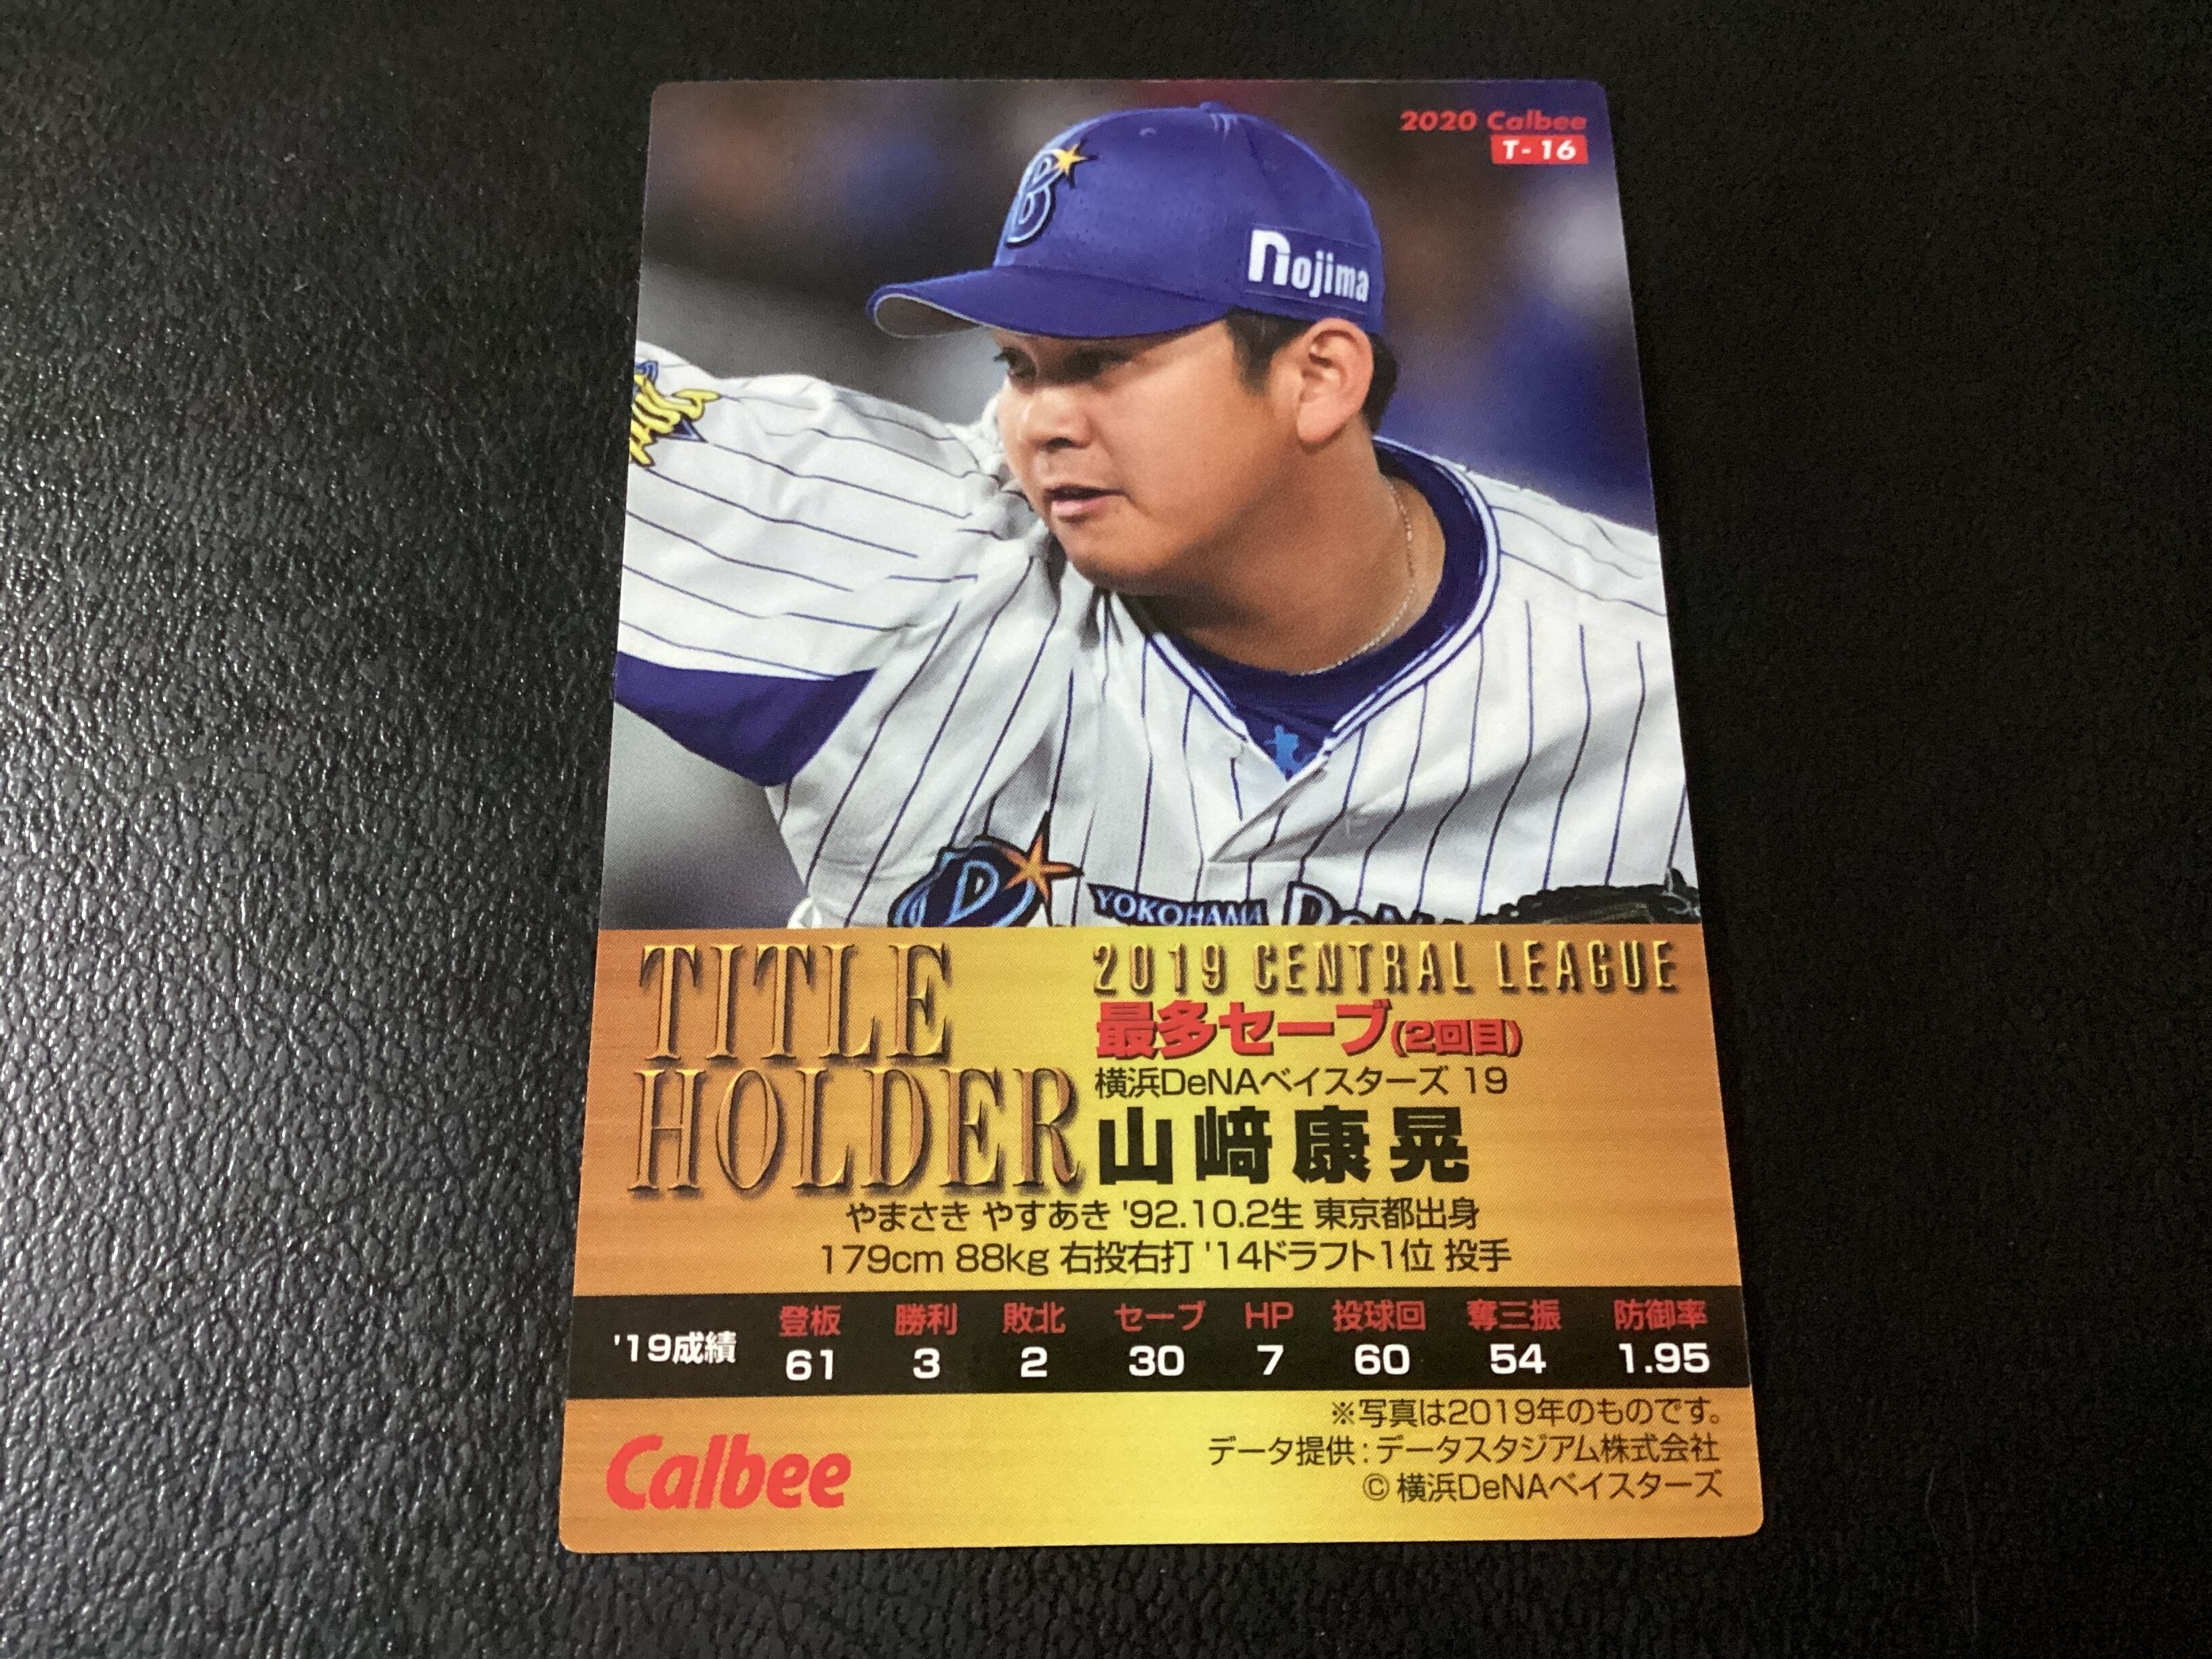 2020 Calbee
T-16
nojima
YOKOHAMA DeNA
TITLE HOLDER
2019 CENTRAL LEAGUE
最多セーブ(2回目)
横浜DeNAベイスターズ 19
山﨑康晃
やまさき やすあき '92.10.2生 東京都出身
179cm 88kg 右投右打 '14ドラフト1位 投手
登板 勝利 敗北 セーブ HP 投球回 奪三振 防御率
'19成績 61 3 2 30 7 60 54 1.95
※写真は2019年のものです。
データ提供:データスタジアム株式会社
© 横浜DeNAベイスターズ
Calbee